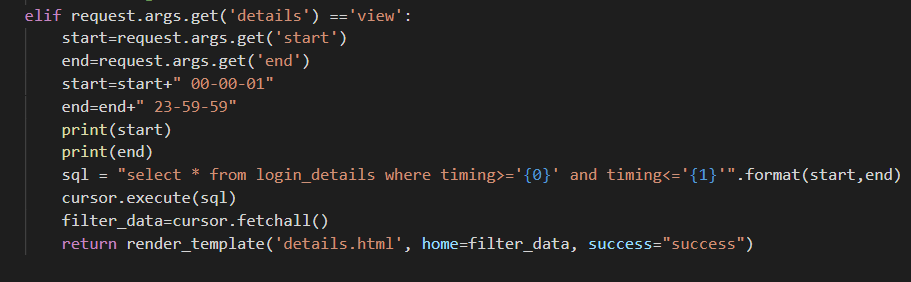 elif request.args.get('details') =='view':
start=request.args.get('start')
end=request.args.get('end')
start=start+" 00-00-01"
end=end+" 23-59-59"
print(start)
print(end)
sql = "select * from login_details where timing>='{0}' and timing<='{1}'".format(start,end)
cursor.execute(sql)
filter_data=cursor.fetchall()
return render_template('details.html', home=filter_data, success="success")